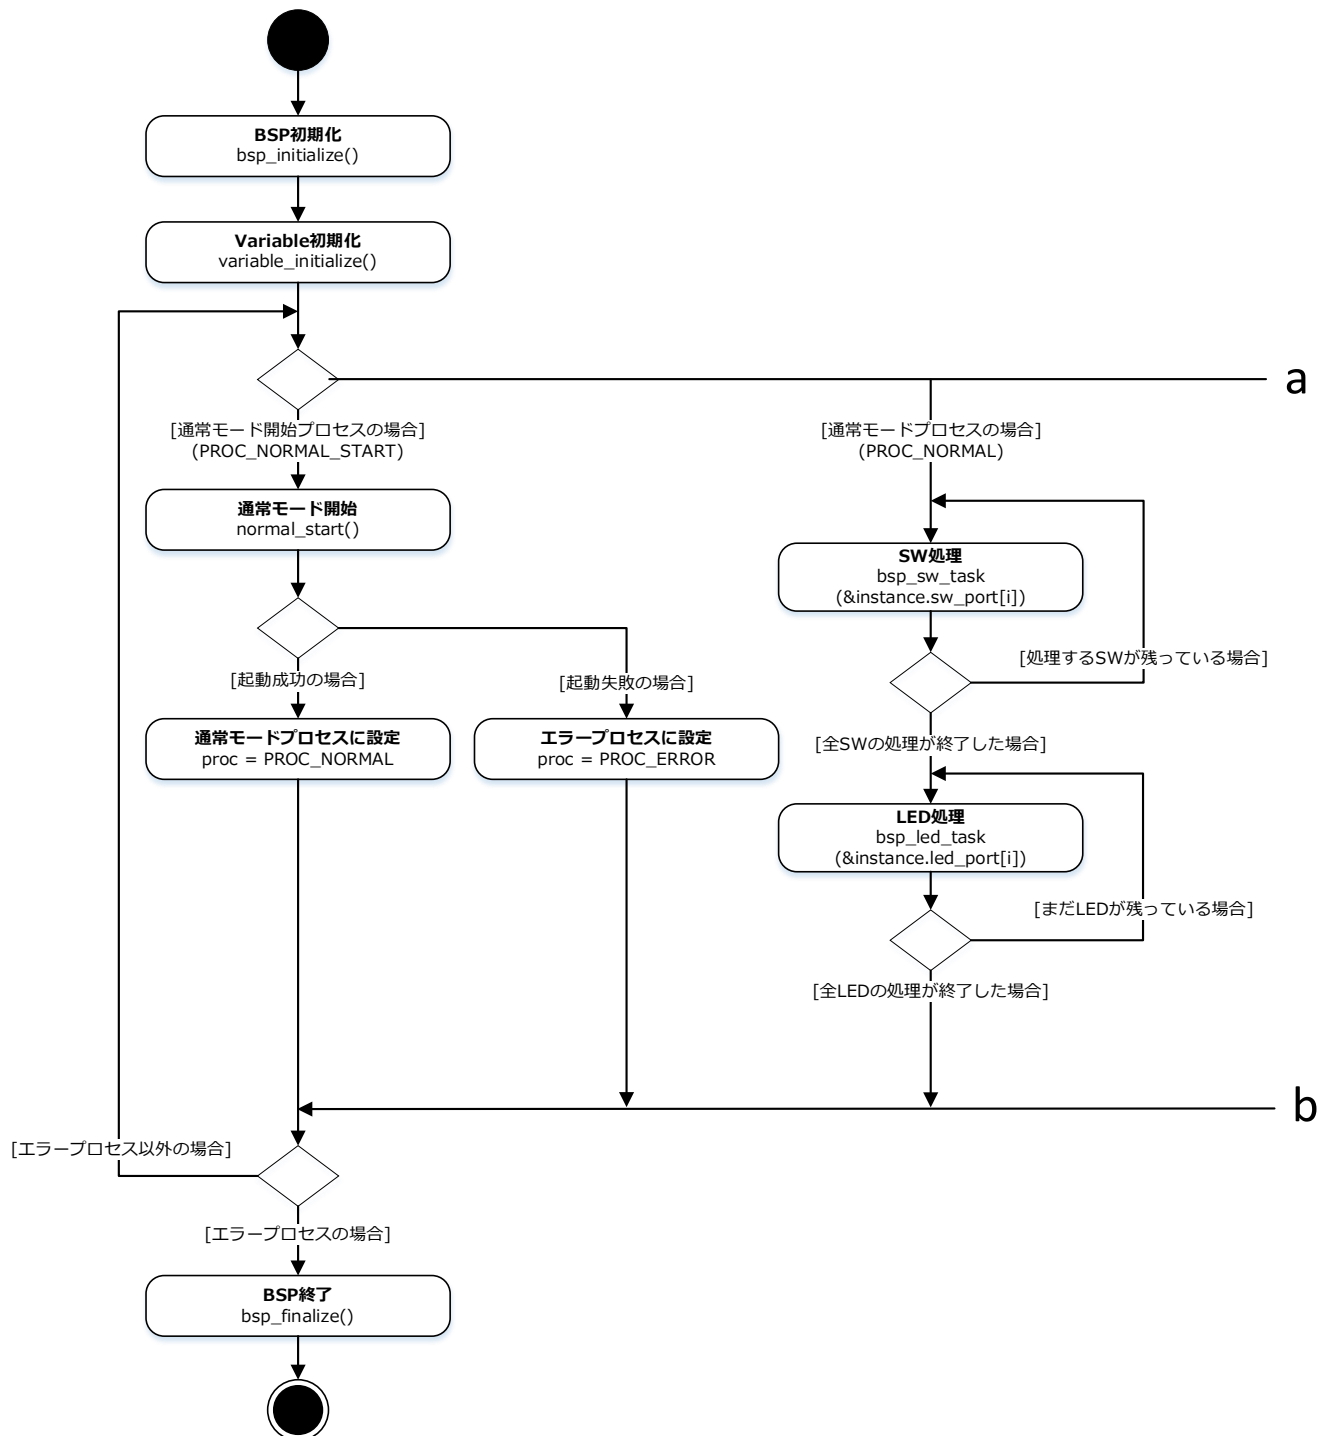 BSP初期化
bsp_initialize()
Variable初期化
variable_initialize()
a
[通常モード開始プロセスの場合]
(PROC_NORMAL_START)
[通常モードプロセスの場合]
(PROC_NORMAL)
通常モード開始
normal_start()
SW処理
bsp_sw_task
(&instance.sw_port[i])
[処理するSWが残っている場合]
[起動成功の場合]
[起動失敗の場合]
通常モードプロセスに設定
proc = PROC_NORMAL
エラープロセスに設定
proc = PROC_ERROR
[全SWの処理が終了した場合]
LED処理
bsp_led_task
(&instance.led_port[i])
[まだLEDが残っている場合]
[全LEDの処理が終了した場合]
b
[エラープロセス以外の場合]
[エラープロセスの場合]
BSP終了
bsp_finalize()